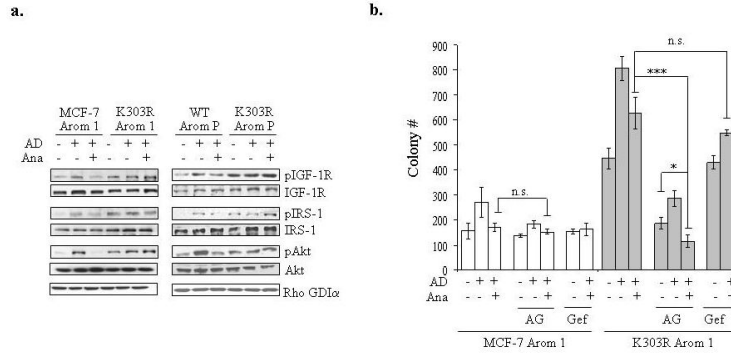 a.
MCF-7 K303R WT K303R
Arom 1 Arom 1 Arom P Arom P
AD - + + - + + - + + - + +
Ana + + + +
pIGF-1R
IGF-1R
pIRS-1
IRS-1
pAkt
Akt
Rho GDIα
b.
Colony #
900
800
700
600
500
400
300
200
100
0
n.s.
***
*
n.s.
AD - + + - + + - + - + + - + + - +
Ana + + + + + +
AG Gef AG Gef
MCF-7 Arom 1 K303R Arom 1